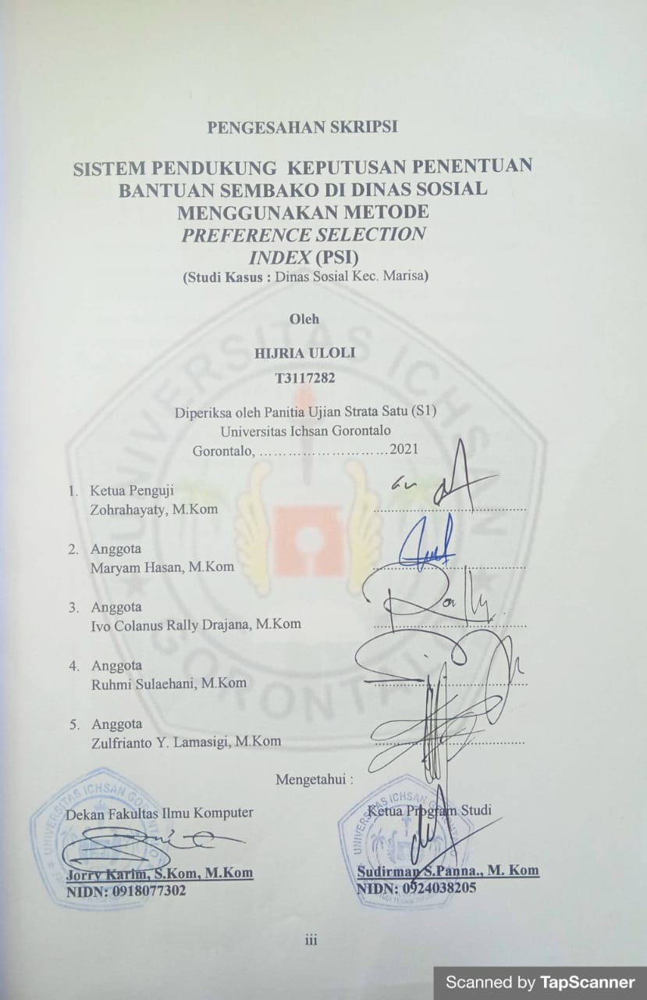 PENGESAHAN SKRIPSI
SISTEM PENDUKUNG KEPUTUSAN PENENTUAN
BANTUAN SEMBAKO DI DINAS SOSIAL
MENGGUNAKAN METODE
PREFERENCE SELECTION
INDEX (PSI)
(Studi Kasus : Dinas Sosial Kec. Marisa)
Oleh
HIJRIA ULOLI
T3117282
Diperiksa oleh Panitia Ujian Strata Satu (S1)
Universitas Ichsan Gorontalo
Gorontalo, ……………………….2021
1. Ketua Penguji
Zohrahayaty, M.Kom
2. Anggota
Maryam Hasan, M.Kom
3. Anggota
Ivo Colanus Rally Drajana, M.Kom
Rally
4. Anggota
Ruhmi Sulaehani, M.Kom
5. Anggota
Zulfrianto Y. Lamasigi, M.Kom
Mengetahui :
Dekan Fakultas Ilmu Komputer
Ketua Program Studi
Jorry Karim, S.Kom, M.Kom
Sudirman S.Panna., M. Kom
NIDN: 0918077302
NIDN: 0924038205
UNIVERSITAS ICHSAN GORONTALO
iii
Scanned by TapScanner